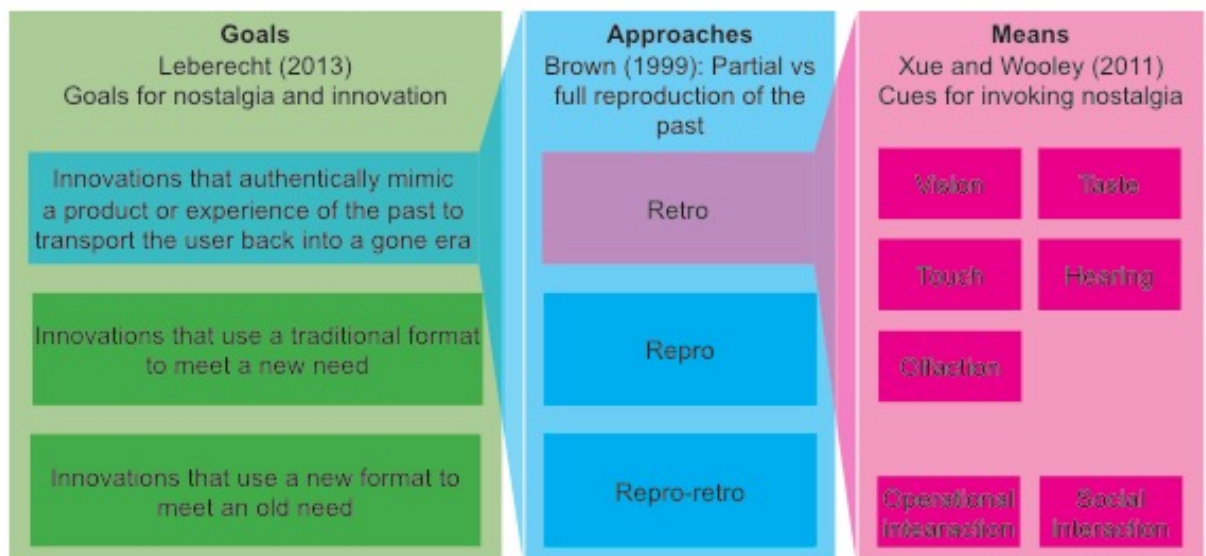 Goals
Leberecht (2013)
Goals for nostalgia and innovation
Innovations that authentically mimic
a product or experience of the past to
transport the user back into a gone era
Innovations that use a traditional format
to meet a new need
Innovations that use a new format to
meet an old need
Approaches
Brown (1999): Partial vs
full reproduction of the
past
Retro
Repro
Repro-retro
Means
Xue and Wooley (2011)
Cues for invoking nostalgia
Vision
Taste
Touch
Hearing
Olfaction
Operational
intearaction
Social
Interaction